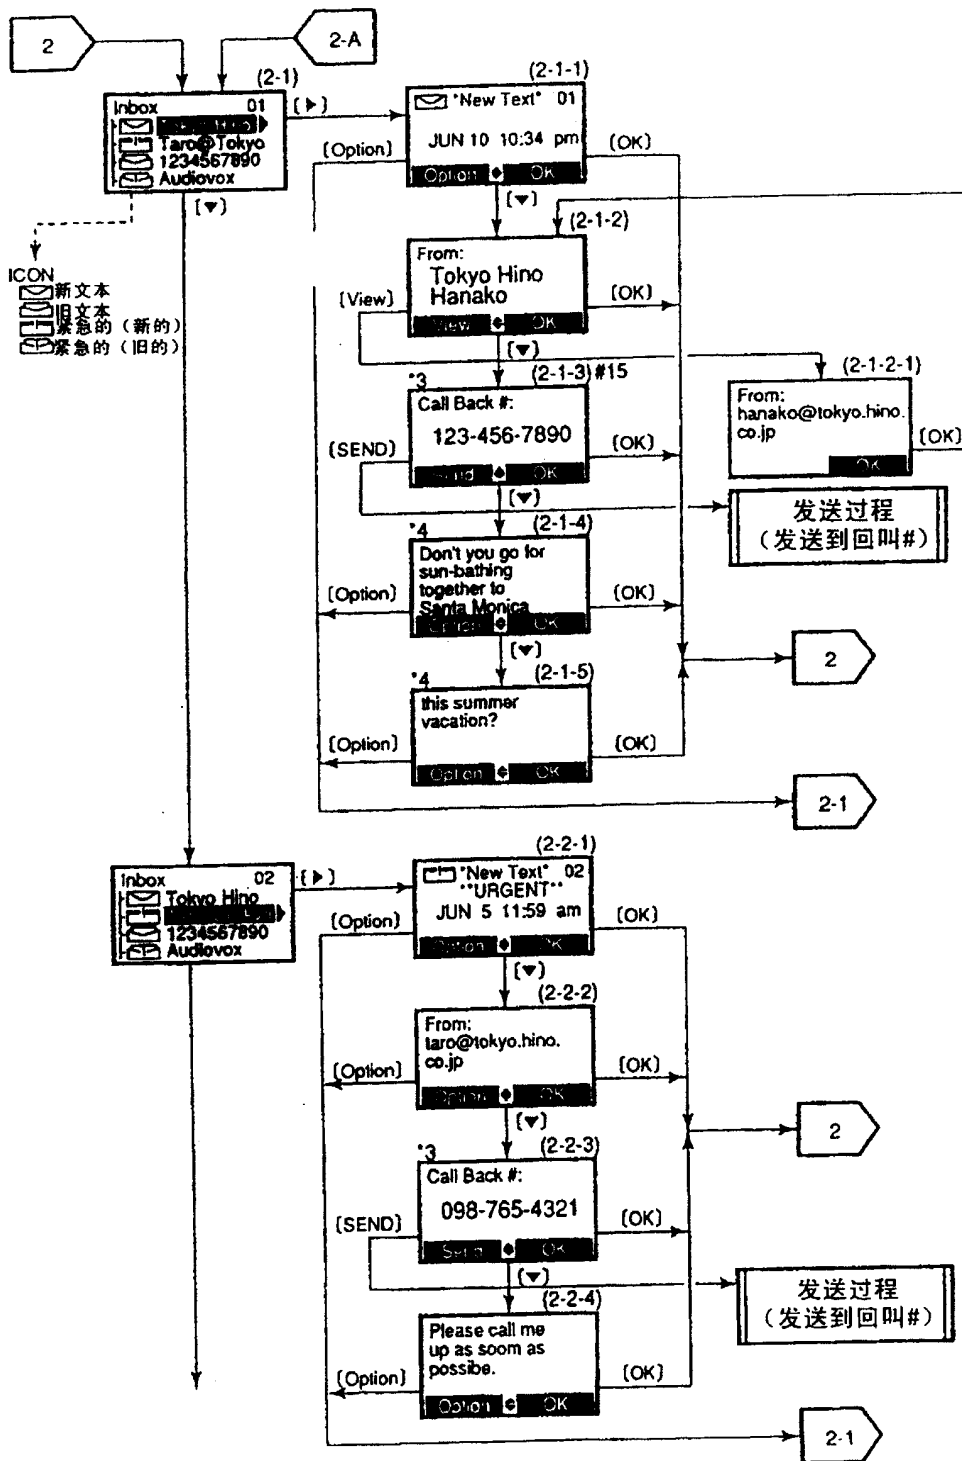 2
2-A
(2-1)
Inbox 01
Taro@Tokyo
1234567890
Audiovox
[▶]
[▼]
ICON
新文本
旧文本
紧急的（新的）
紧急的（旧的）
(2-1-1)
"New Text" 01
JUN 10 10:34 pm
Option OK
[Option]
[OK]
[▼]
(2-1-2)
From:
Tokyo Hino
Hanako
View OK
[View]
[OK]
[▼]
(2-1-2-1)
From:
hanako@tokyo.hino.
co.jp
OK
[OK]
*3
(2-1-3) #15
Call Back #:
123-456-7890
Send OK
[SEND]
[OK]
[▼]
发送过程
（发送到回叫#）
*4
(2-1-4)
Don't you go for
sun-bathing
together to
Santa Monica
Option OK
[Option]
[OK]
[▼]
2
*4
(2-1-5)
this summer
vacation?
Option OK
[Option]
[OK]
2-1
Inbox 02
Tokyo Hino
1234567890
Audiovox
[▶]
(2-2-1)
"New Text" 02
**URGENT**
JUN 5 11:59 am
Option OK
[Option]
[OK]
[▼]
(2-2-2)
From:
taro@tokyo.hino.
co.jp
Option OK
[Option]
[OK]
[▼]
2
*3
(2-2-3)
Call Back #:
098-765-4321
Send OK
[SEND]
[OK]
[▼]
发送过程
（发送到回叫#）
(2-2-4)
Please call me
up as soom as
possibe.
Option OK
[Option]
[OK]
2-1